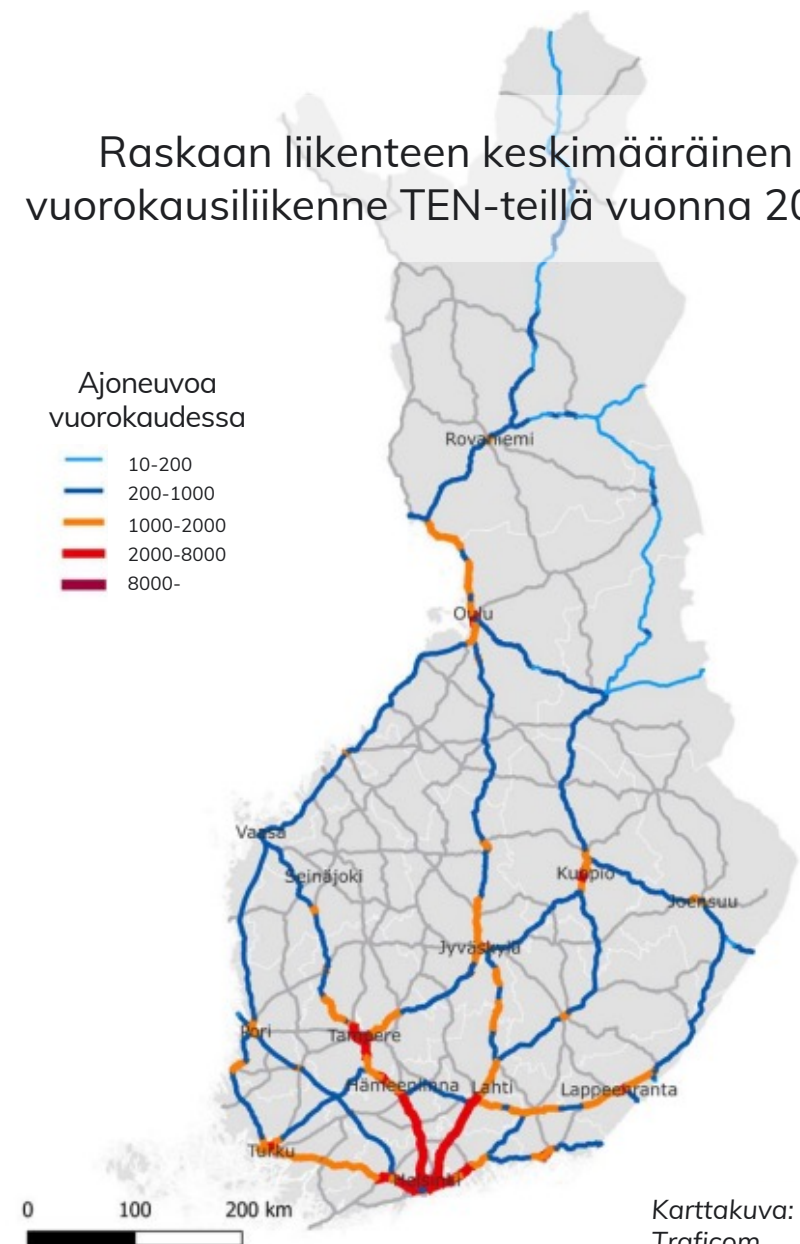 Raskaan liikenteen keskimääräinen
vuorokausiliikenne TEN-teillä vuonna 20
Ajoneuvoa
vuorokaudessa
10-200
200-1000
1000-2000
2000-8000
8000-
Rovaniemi
Oulu
Vaasa
Seinäjoki
Kuopio
Joensuu
Jyväskylä
Pori
Tampere
Hämeenlinna
Lahti
Lappeenranta
Turku
Helsinki
0 100 200 km
Karttakuva:
Traficom